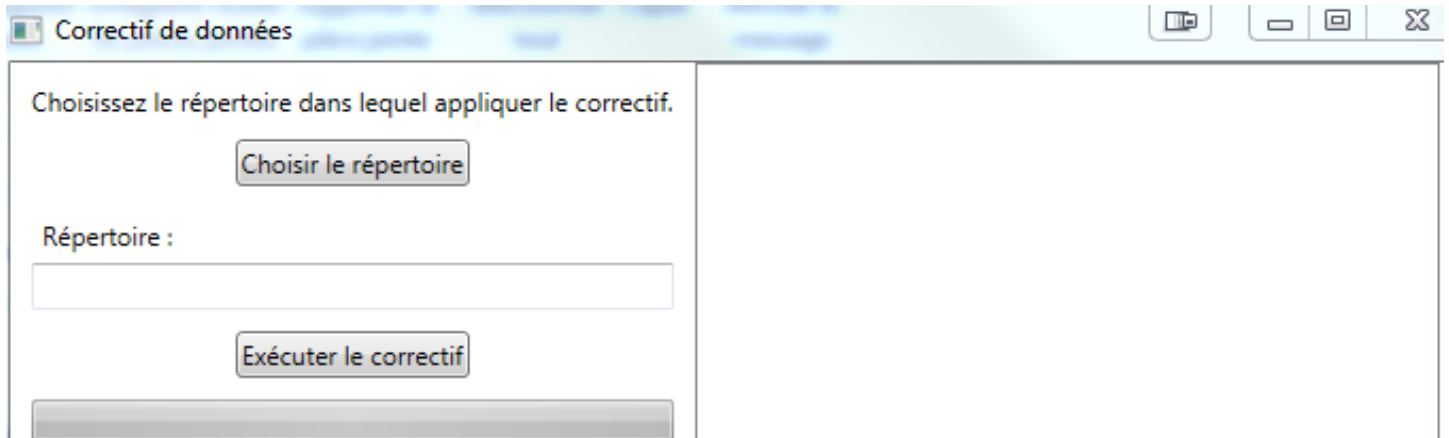 Correctif de données
Choisissez le répertoire dans lequel appliquer le correctif.
Choisir le répertoire
Répertoire :
Exécuter le correctif